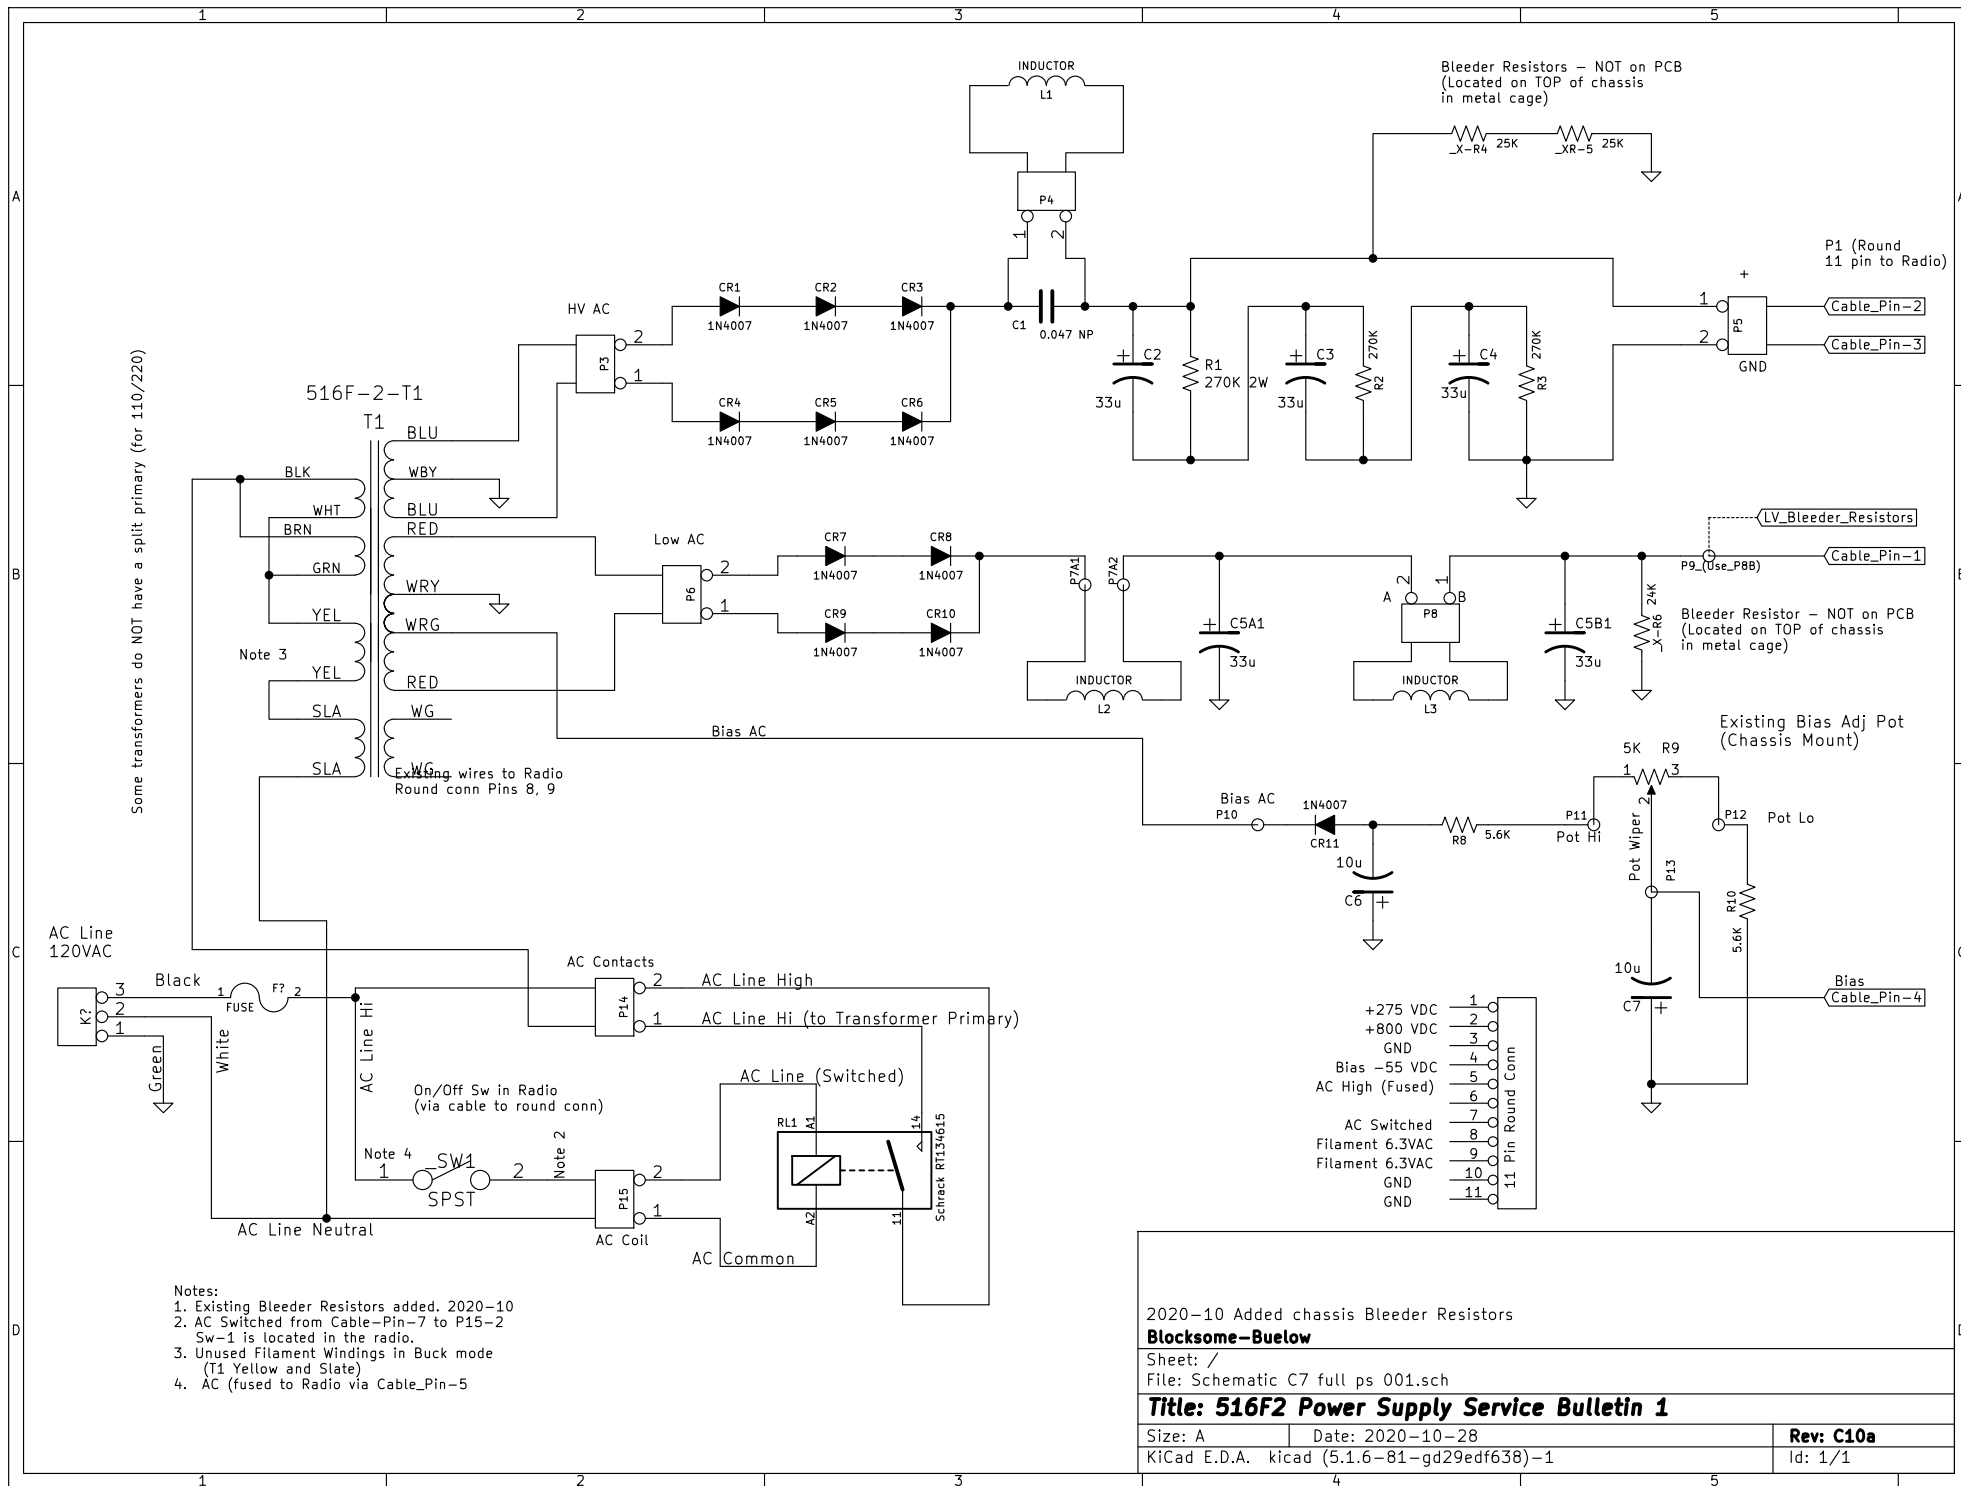 1 2 3 4 5
A
B
C
D
INDUCTOR
L1
P4
1 2
Bleeder Resistors – NOT on PCB
(Located on TOP of chassis
in metal cage)
_X-R4 25K
_XR-5 25K
P1 (Round
11 pin to Radio)
+
1
2
P5
GND
Cable_Pin-2
Cable_Pin-3
HV AC
P3
2
1
CR1
1N4007
CR2
1N4007
CR3
1N4007
CR4
1N4007
CR5
1N4007
CR6
1N4007
C1
0.047 NP
+ C2
33u
R1
270K 2W
+ C3
33u
270K
R2
+ C4
33u
270K
R3
Some transformers do NOT have a split primary (for 110/220)
516F-2-T1
T1
BLK
WHT
BRN
GRN
YEL
Note 3
YEL
SLA
SLA
BLU
WBY
BLU
RED
WRY
WRG
RED
WG
WG
Existing wires to Radio
Round conn Pins 8, 9
Low AC
P6
2
1
CR7
1N4007
CR8
1N4007
CR9
1N4007
CR10
1N4007
P7A1
P7A2
INDUCTOR
L2
+ C5A1
33u
2 1
A B
P8
INDUCTOR
L3
+ C5B1
33u
24K
_X-R6
P9_(Use_P8B)
LV_Bleeder_Resistors
Cable_Pin-1
Bleeder Resistor – NOT on PCB
(Located on TOP of chassis
in metal cage)
Bias AC
Existing Bias Adj Pot
(Chassis Mount)
5K R9
1 3
2
Bias AC
P10
1N4007
CR11
10u
C6 +
R8 5.6K
P11
Pot Hi
Pot Wiper
P13
P12
Pot Lo
R10
5.6K
10u
C7 +
Bias
Cable_Pin-4
AC Line
120VAC
K?
3
2
1
Black
White
Green
1 F? 2
FUSE
AC Line Hi
AC Contacts
P14
2 AC Line High
1 AC Line Hi (to Transformer Primary)
AC Line (Switched)
On/Off Sw in Radio
(via cable to round conn)
Note 4
1 _SW1 2
SPST
Note 2
P15
2
1
AC Coil
AC Line Neutral
AC Common
RL1
A1
A2
14
11
Schrack RT134615
+275 VDC 1
+800 VDC 2
GND 3
Bias -55 VDC 4
AC High (Fused) 5
6
AC Switched 7
Filament 6.3VAC 8
Filament 6.3VAC 9
GND 10
GND 11
11 Pin Round Conn
Notes:
1. Existing Bleeder Resistors added. 2020-10
2. AC Switched from Cable-Pin-7 to P15-2
Sw-1 is located in the radio.
3. Unused Filament Windings in Buck mode
(T1 Yellow and Slate)
4. AC (fused to Radio via Cable_Pin-5
2020-10 Added chassis Bleeder Resistors
Blocksome-Buelow
Sheet: /
File: Schematic C7 full ps 001.sch
Title: 516F2 Power Supply Service Bulletin 1
Size: A Date: 2020-10-28 Rev: C10a
KiCad E.D.A. kicad (5.1.6-81-gd29edf638)-1 Id: 1/1
1 2 3 4 5
A
B
C
D